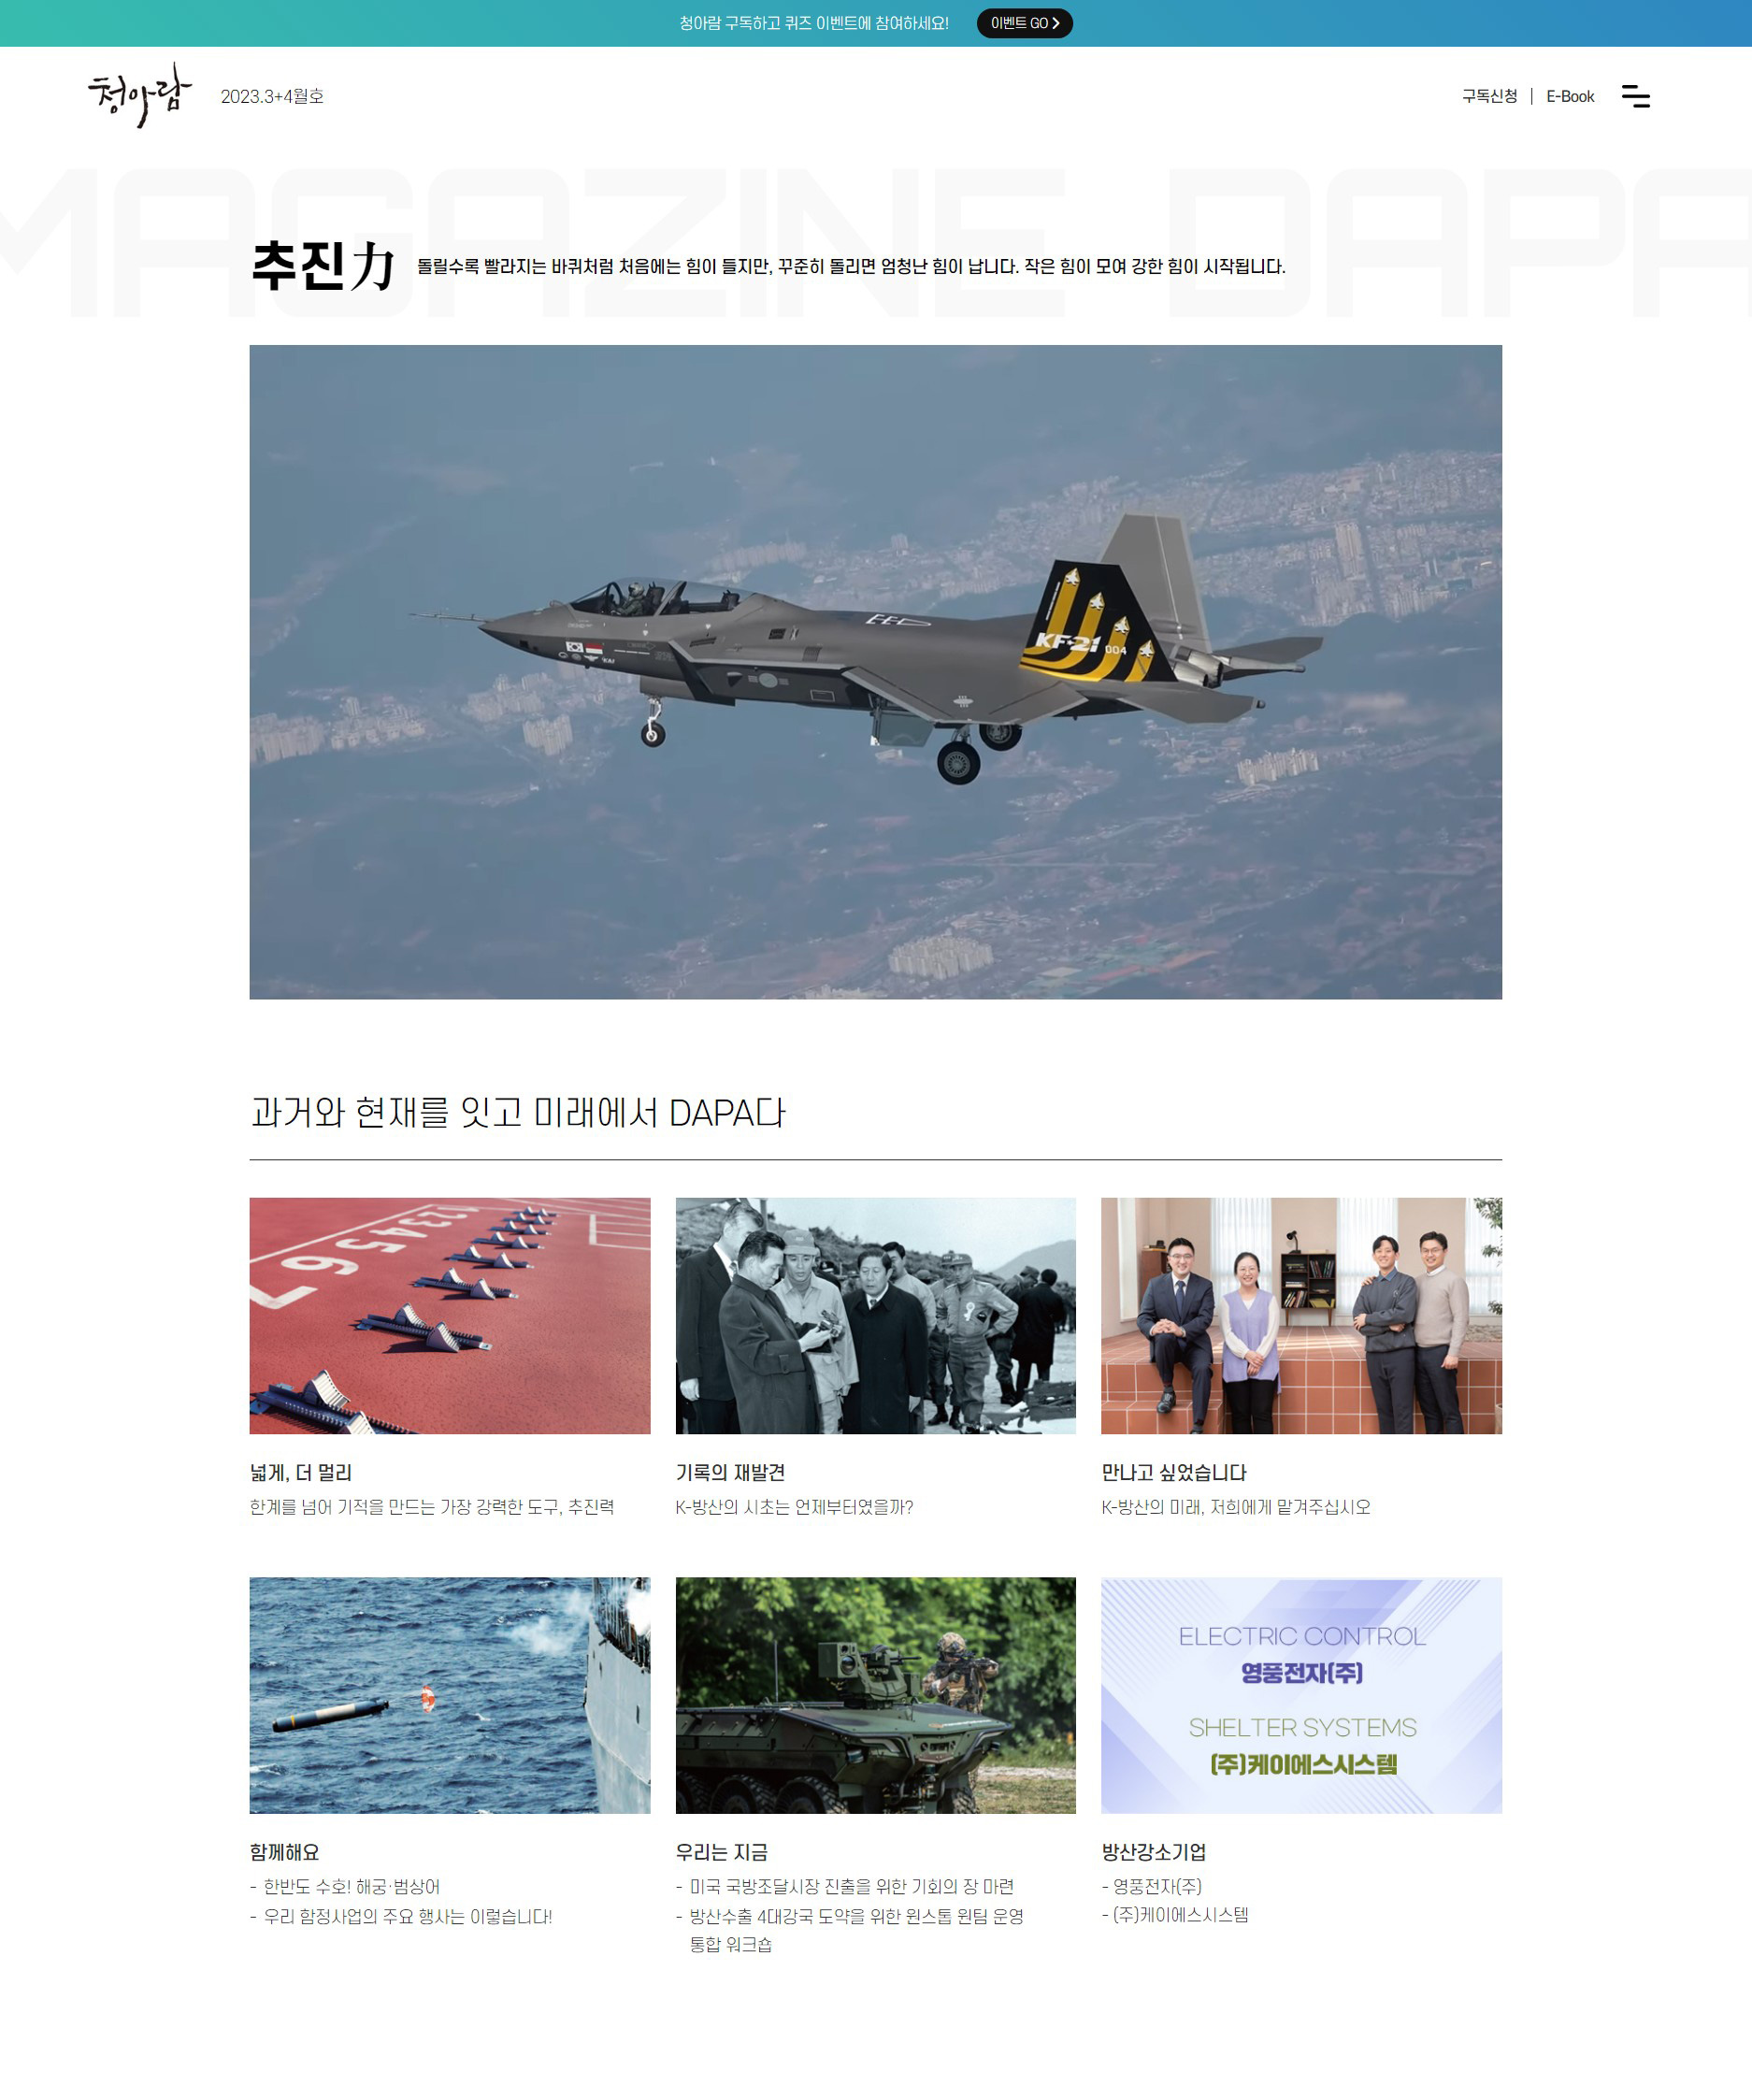 청아람 구독하고 퀴즈 이벤트에 참여하세요!
이벤트 GO
청아람
2023.3+4월호
구독신청
E-Book
MAGAZINE DAPA
추진力
돌릴수록 빨라지는 바퀴처럼 처음에는 힘이 들지만, 꾸준히 돌리면 엄청난 힘이 납니다. 작은 힘이 모여 강한 힘이 시작됩니다.
KF-21
004
KAI
과거와 현재를 잇고 미래에서 DAPA다
2
3
4
5
6
7
넓게, 더 멀리
한계를 넘어 기적을 만드는 가장 강력한 도구, 추진력
기록의 재발견
K-방산의 시초는 언제부터였을까?
만나고 싶었습니다
K-방산의 미래, 저희에게 맡겨주십시오
ELECTRIC CONTROL
영풍전자(주)
SHELTER SYSTEMS
(주)케이에스시스템
함께해요
- 한반도 수호! 해궁·범상어
- 우리 함정사업의 주요 행사는 이렇습니다!
우리는 지금
- 미국 국방조달시장 진출을 위한 기회의 장 마련
- 방산수출 4대강국 도약을 위한 원스톱 원팀 운영
통합 워크숍
방산강소기업
- 영풍전자(주)
- (주)케이에스시스템